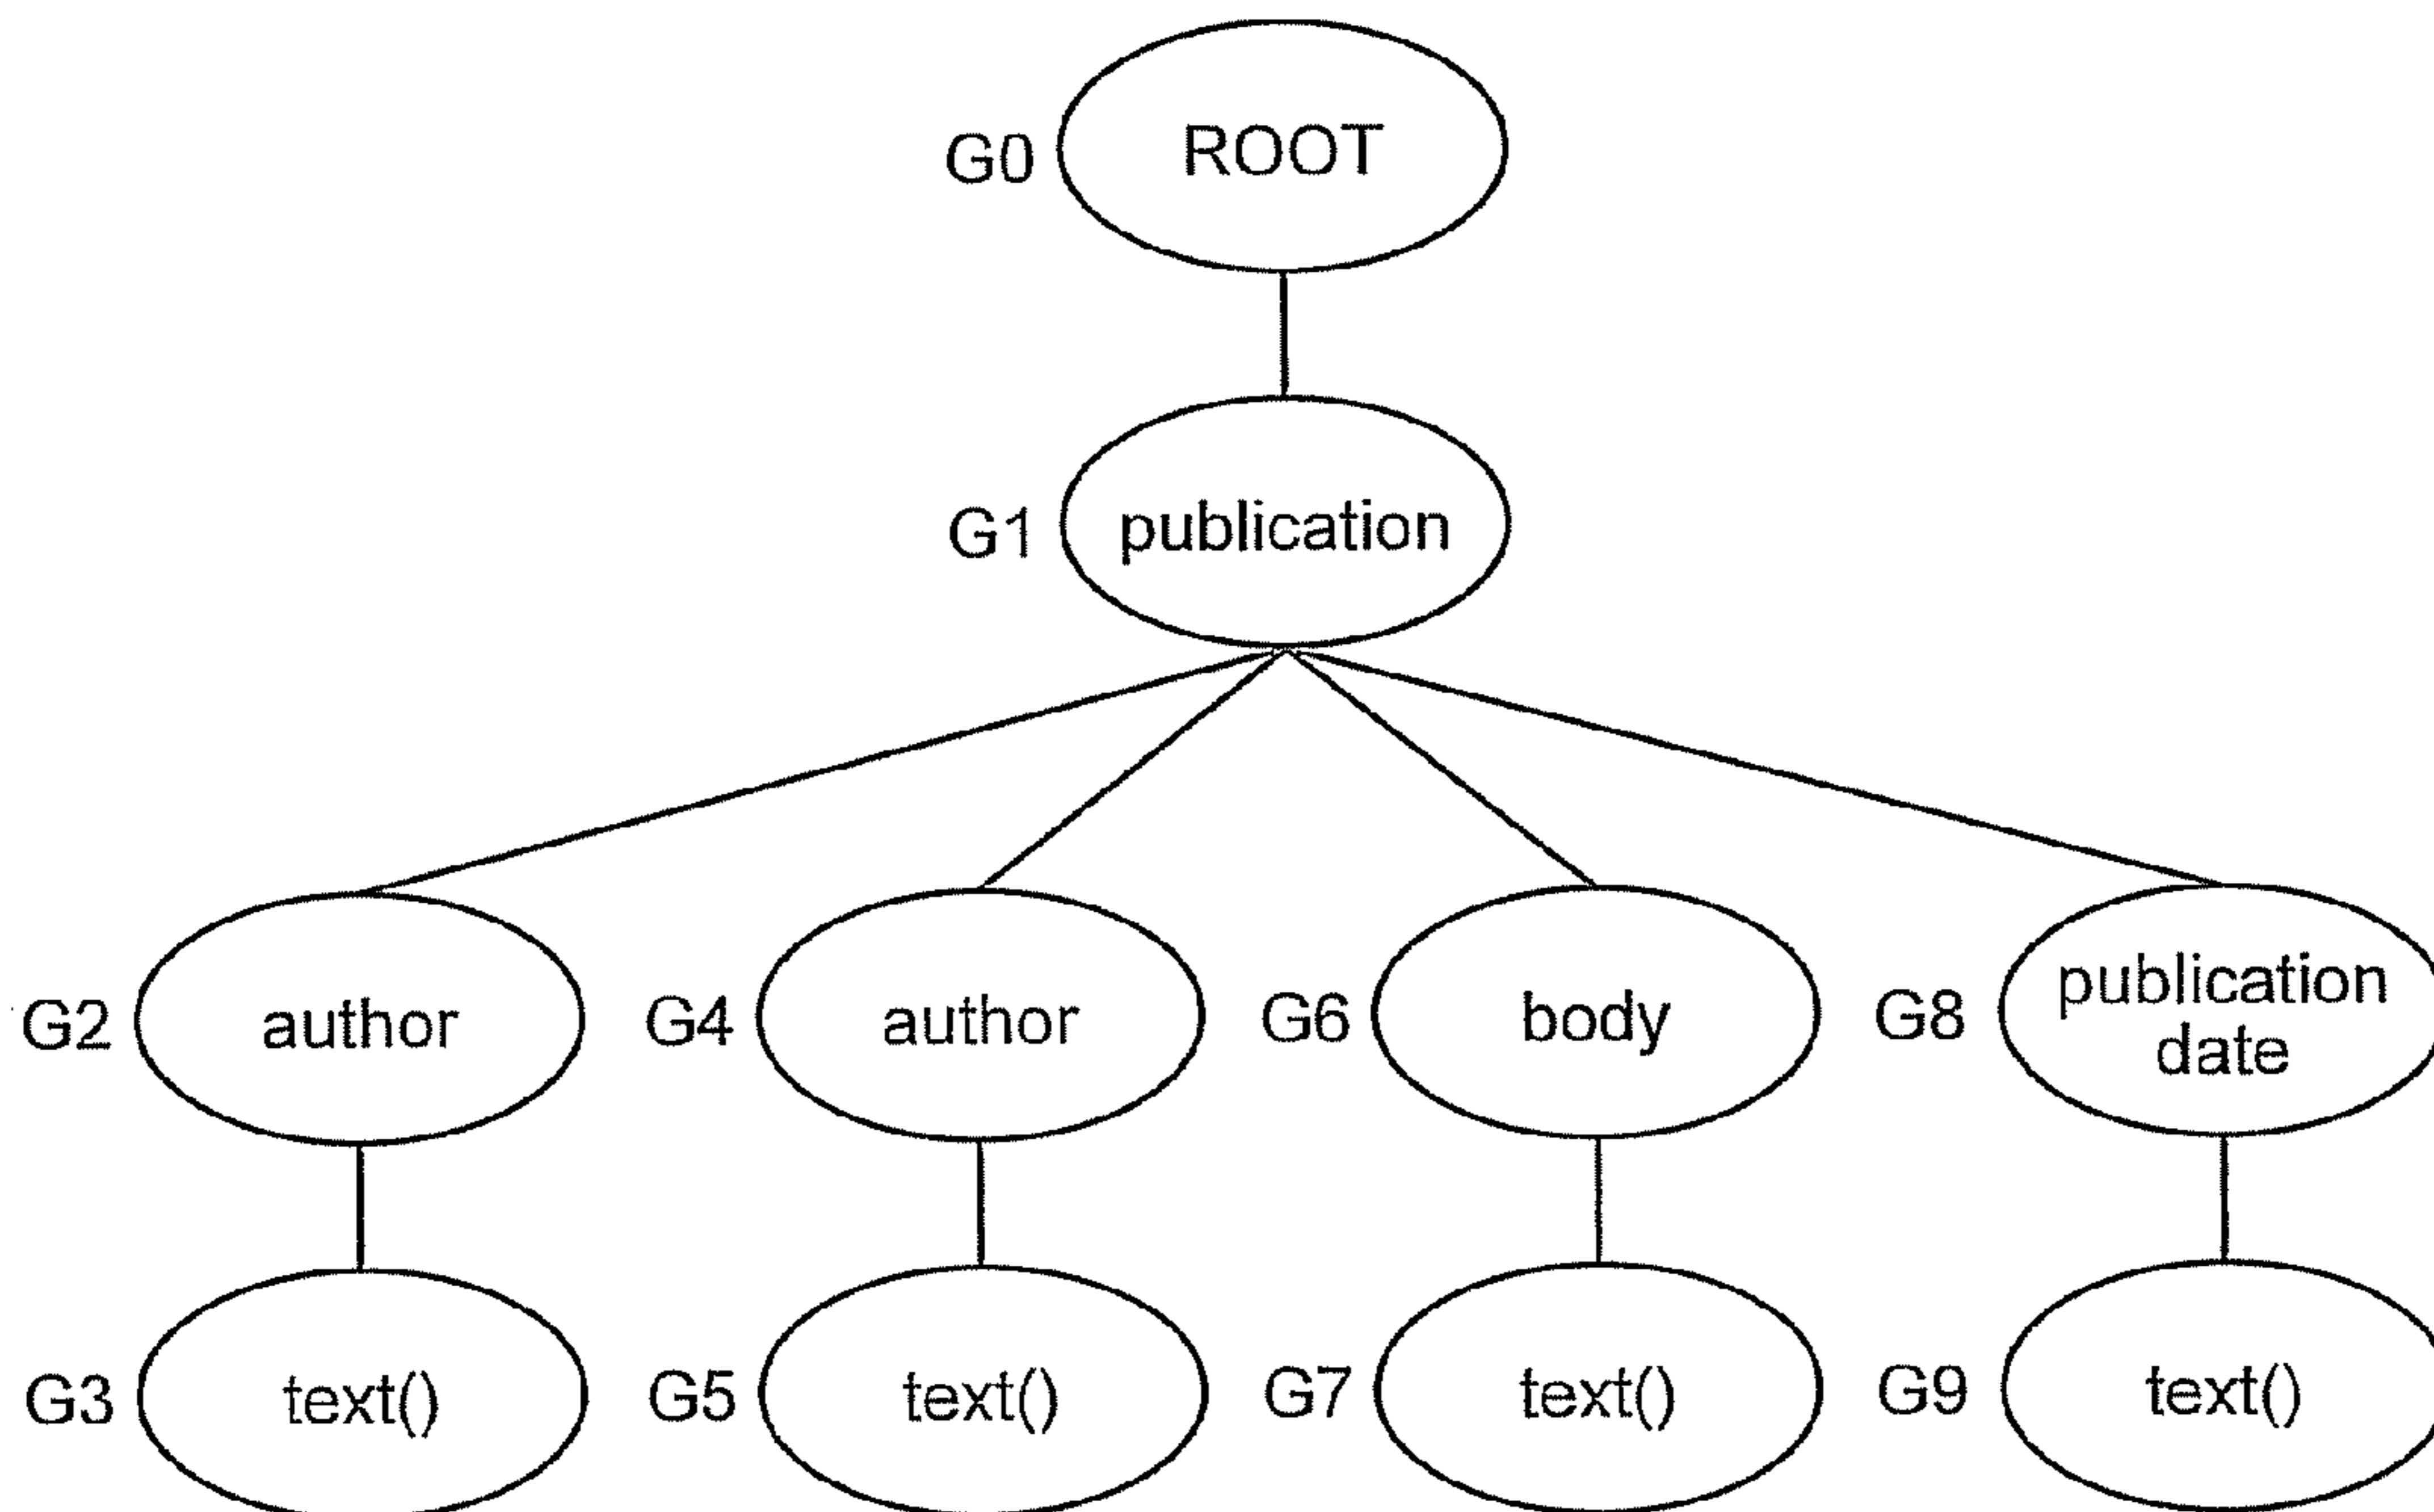 G0 ROOT
G1 publication
G2 author G4 author G6 body G8 publication
date
G3 text() G5 text() G7 text() G9 text()